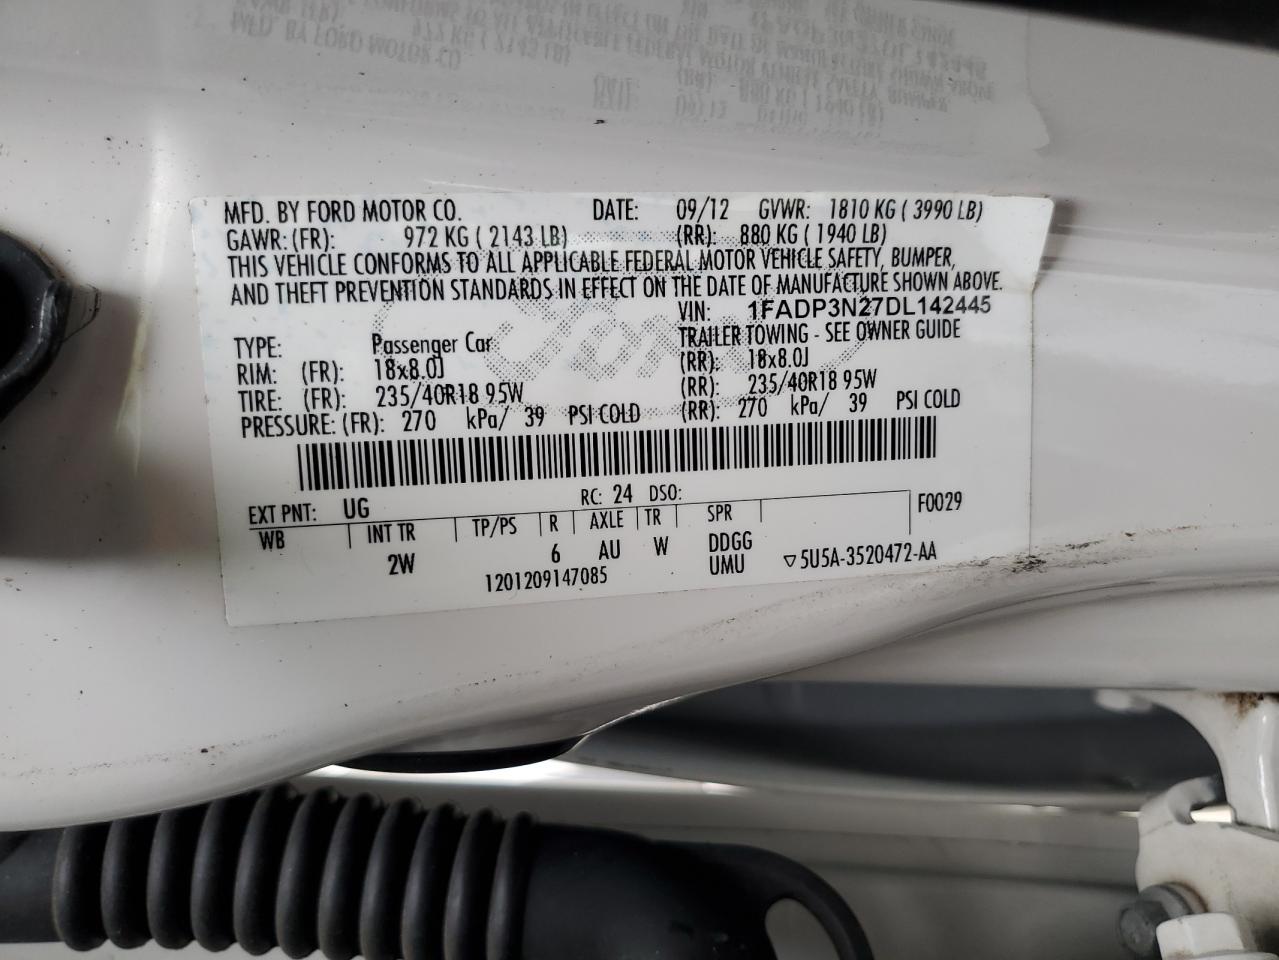 MFD. BY FORD MOTOR CO. DATE: 09/12 GVWR: 1810 KG ( 3990 LB)
GAWR: (FR): 972 KG ( 2143 LB) (RR): 880 KG ( 1940 LB)
THIS VEHICLE CONFORMS TO ALL APPLICABLE FEDERAL MOTOR VEHICLE SAFETY, BUMPER,
AND THEFT PREVENTION STANDARDS IN EFFECT ON THE DATE OF MANUFACTURE SHOWN ABOVE.
VIN: 1FADP3N27DL142445
TYPE: Passenger Car TRAILER TOWING - SEE OWNER GUIDE
RIM: (FR): 18x8.0J (RR): 18x8.0J
TIRE: (FR): 235/40R18 95W (RR): 235/40R18 95W
PRESSURE: (FR): 270 kPa/ 39 PSI COLD (RR): 270 kPa/ 39 PSI COLD
EXT PNT: UG RC: 24 DSO: F0029
WB INT TR TP/PS R AXLE TR SPR
2W 6 AU W DDGG
UMU ▽5U5A-3520472-AA
1201209147085